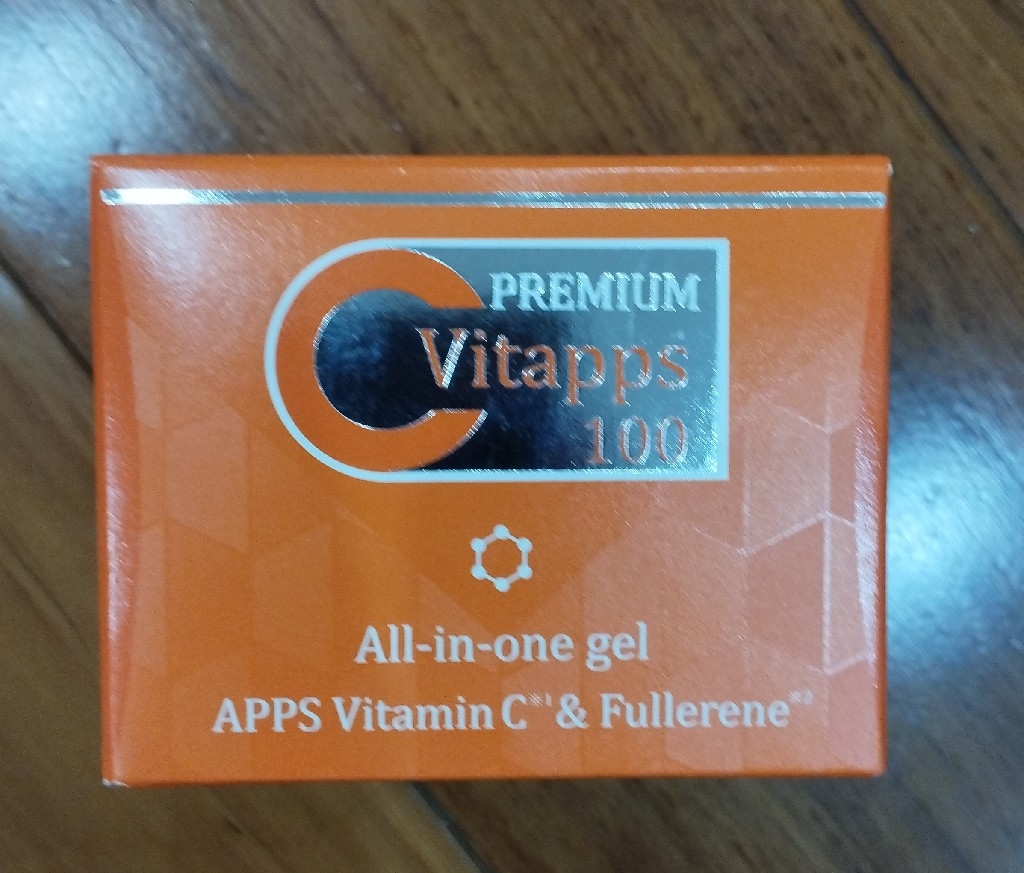 PREMIUM
C Vitapps
100
All-in-one gel
APPS Vitamin C※1 & Fullerene※2